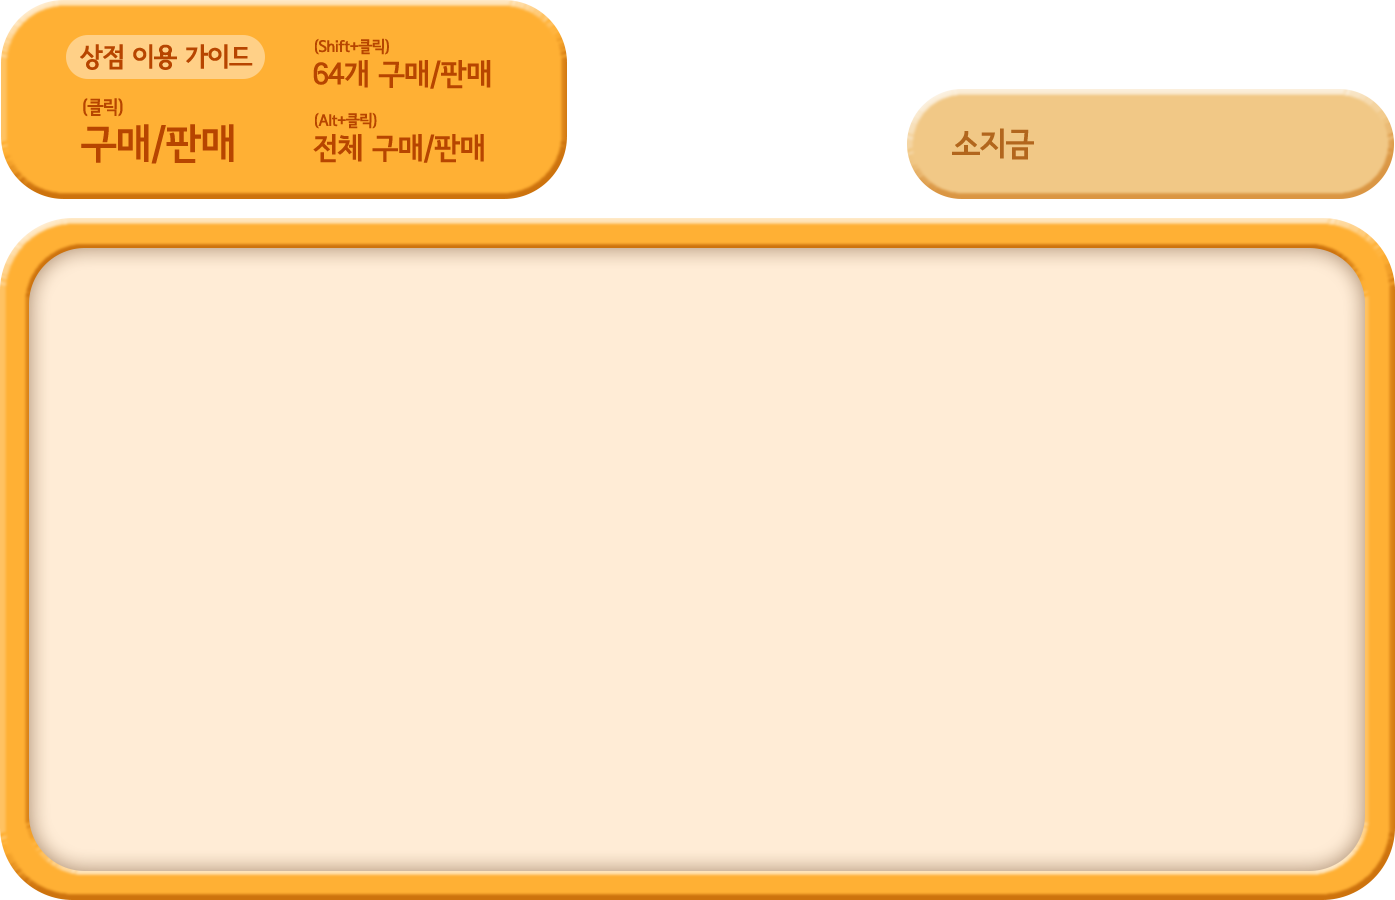 상점 이용 가이드
(클릭)
구매/판매
(Shift+클릭)
64개 구매/판매
(Alt+클릭)
전체 구매/판매
소지금